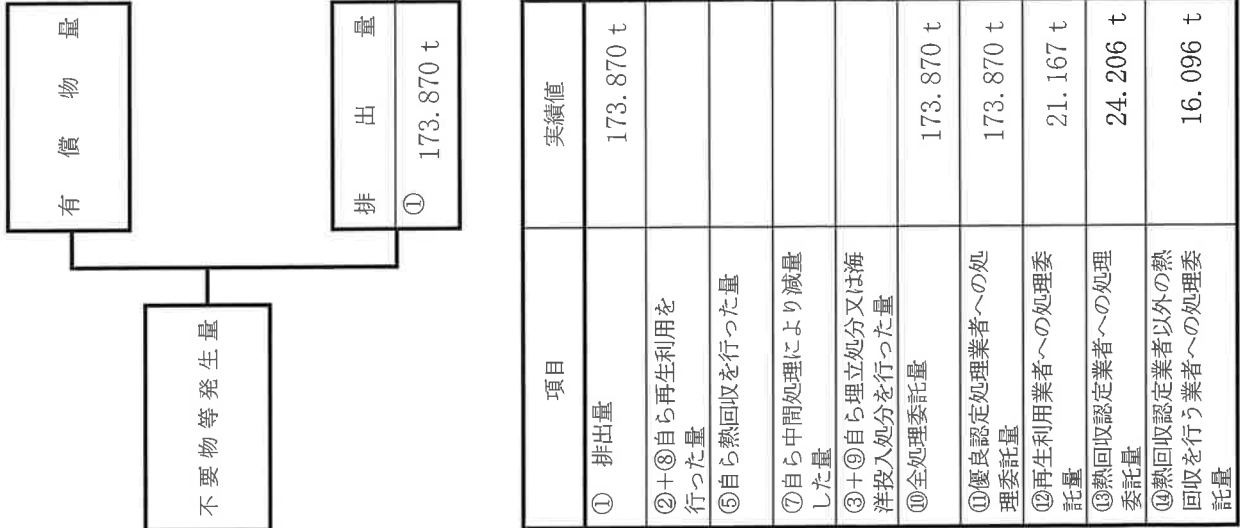 有償物量
不要物等発生量
排出量
① 173.870 t
項目 実績値
① 排出量 173.870 t
②+⑧自ら再生利用を
行った量
⑤自ら熱回収を行った量
⑦自ら中間処理により減量
した量
③+⑨自ら埋立処分又は海
洋投入処分を行った量
⑩全処理委託量 173.870 t
⑪優良認定処理業者への処
理委託量 173.870 t
⑫再生利用業者への処理委
託量 21.167 t
⑬熱回収認定業者への処理
委託量 24.206 t
⑭熱回収認定業者以外の熱
回収を行う業者への処理委
託量 16.096 t